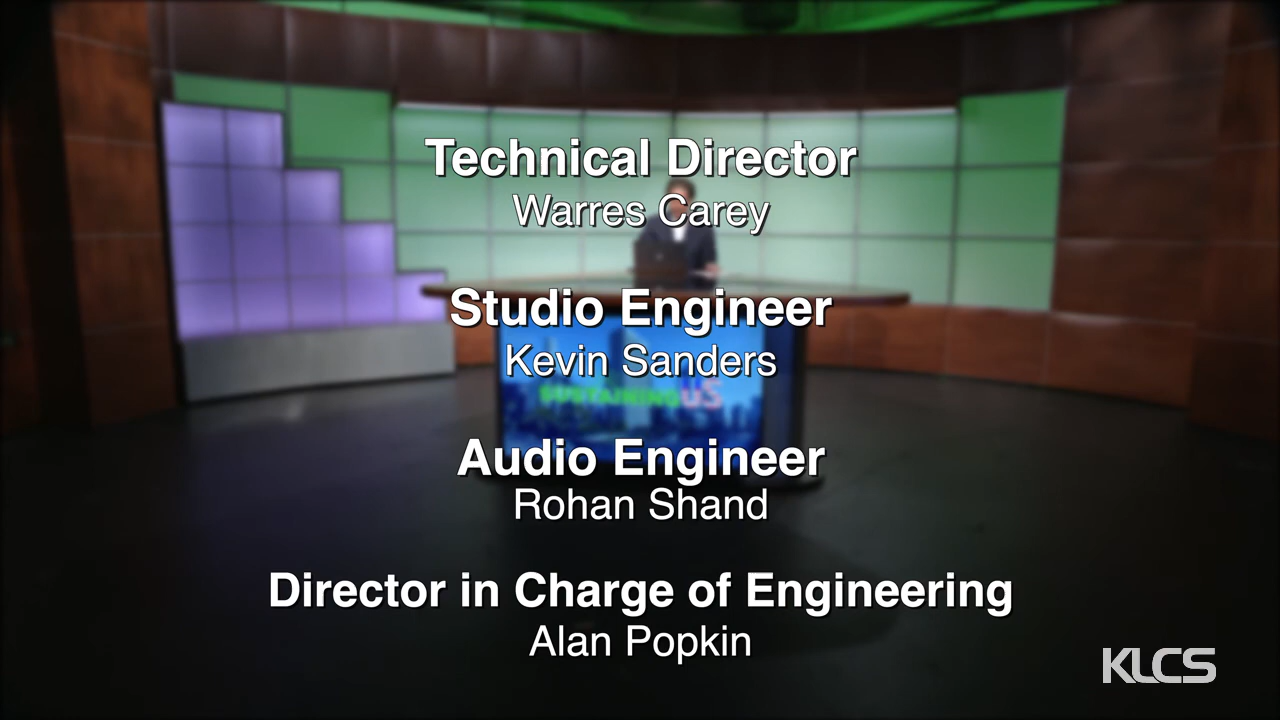 Technical Director
Warres Carey
Studio Engineer
Kevin Sanders
SUSTAININGUS
Audio Engineer
Rohan Shand
Director in Charge of Engineering
Alan Popkin
KLCS